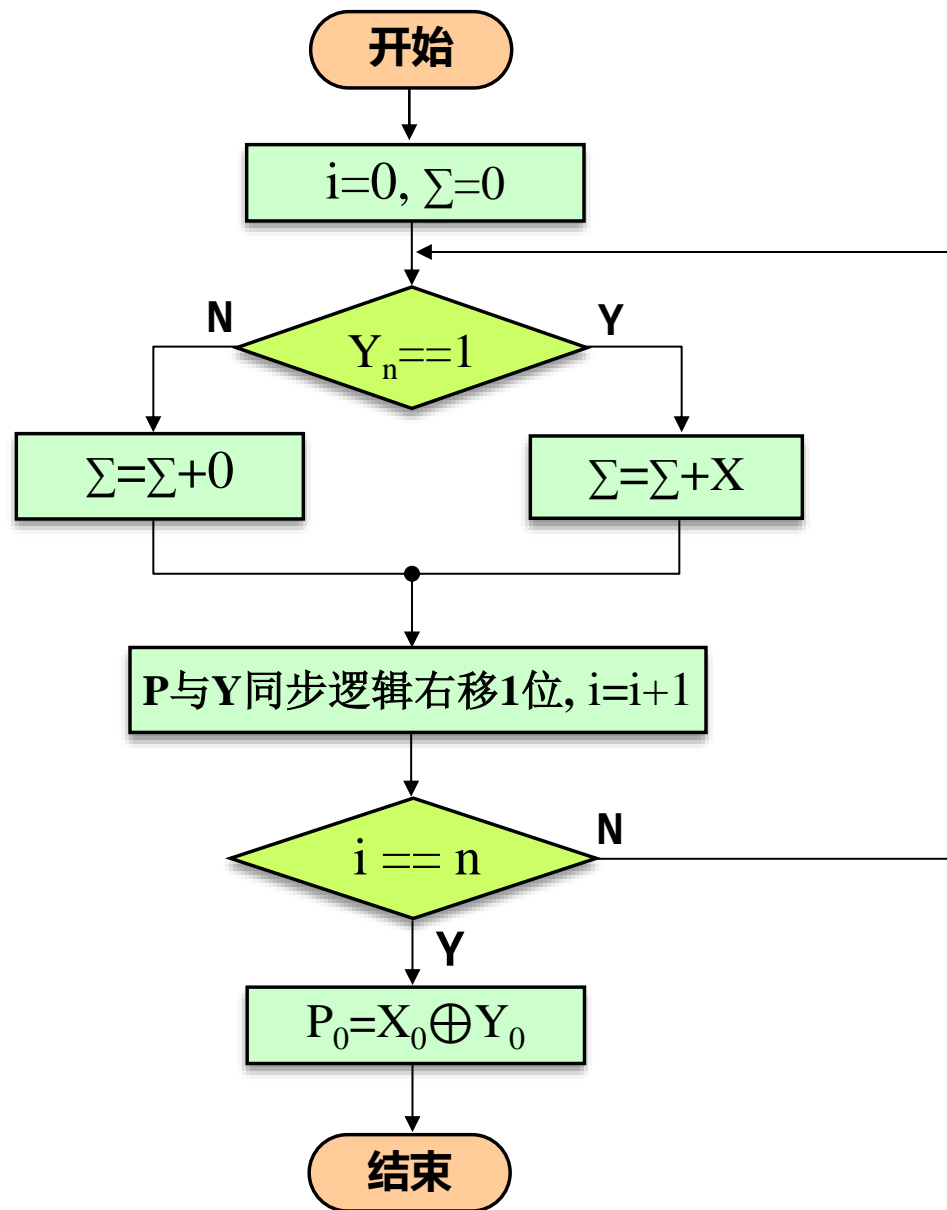 开始
i=0, ∑=0
N
Y
Yₙ==1
∑=∑+0
∑=∑+X
P与Y同步逻辑右移1位, i=i+1
i == n
N
Y
P₀=X₀⊕Y₀
结束